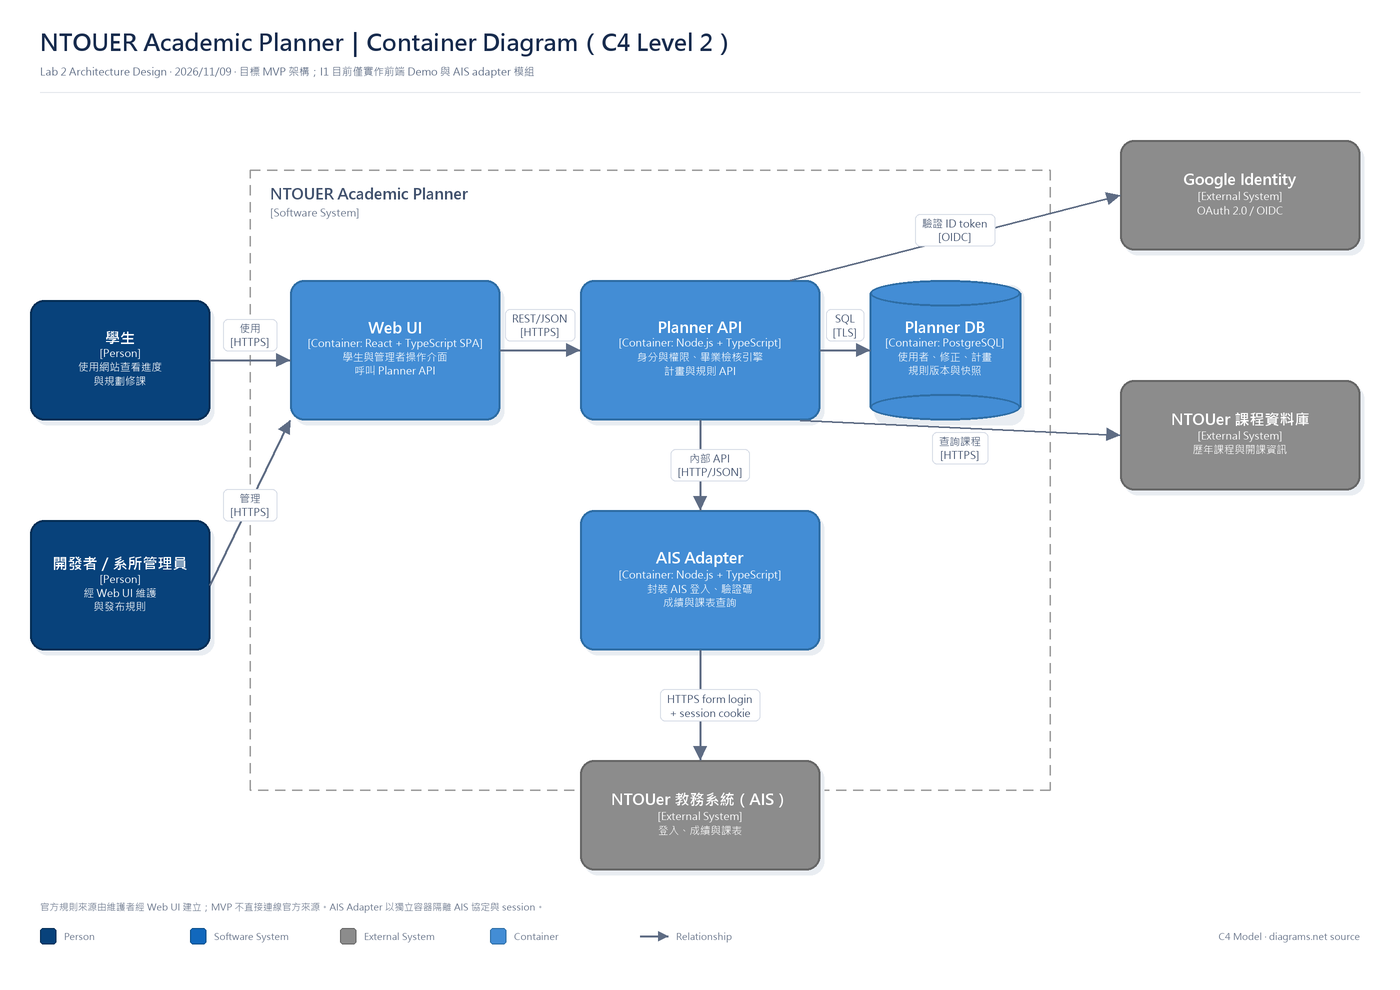 NTOUER Academic Planner | Container Diagram（C4 Level 2）
Lab 2 Architecture Design · 2026/11/09 · 目標 MVP 架構；I1 目前僅實作前端 Demo 與 AIS adapter 模組
Google Identity
[External System]
OAuth 2.0 / OIDC
NTOUER Academic Planner
[Software System]
驗證 ID token
[OIDC]
學生
[Person]
使用網站查看進度
與規劃修課
使用
[HTTPS]
Web UI
[Container: React + TypeScript SPA]
學生與管理者操作介面
呼叫 Planner API
REST/JSON
[HTTPS]
Planner API
[Container: Node.js + TypeScript]
身分與權限、畢業檢核引擎
計畫與規則 API
SQL
[TLS]
Planner DB
[Container: PostgreSQL]
使用者、修正、計畫
規則版本與快照
NTOUer 課程資料庫
[External System]
歷年課程與開課資訊
查詢課程
[HTTPS]
內部 API
[HTTP/JSON]
管理
[HTTPS]
開發者 / 系所管理員
[Person]
經 Web UI 維護
與發布規則
AIS Adapter
[Container: Node.js + TypeScript]
封裝 AIS 登入、驗證碼
成績與課表查詢
HTTPS form login
+ session cookie
NTOUer 教務系統（AIS）
[External System]
登入、成績與課表
官方規則來源由維護者經 Web UI 建立；MVP 不直接連線官方來源。AIS Adapter 以獨立容器隔離 AIS 協定與 session。
Person
Software System
External System
Container
Relationship
C4 Model · diagrams.net source